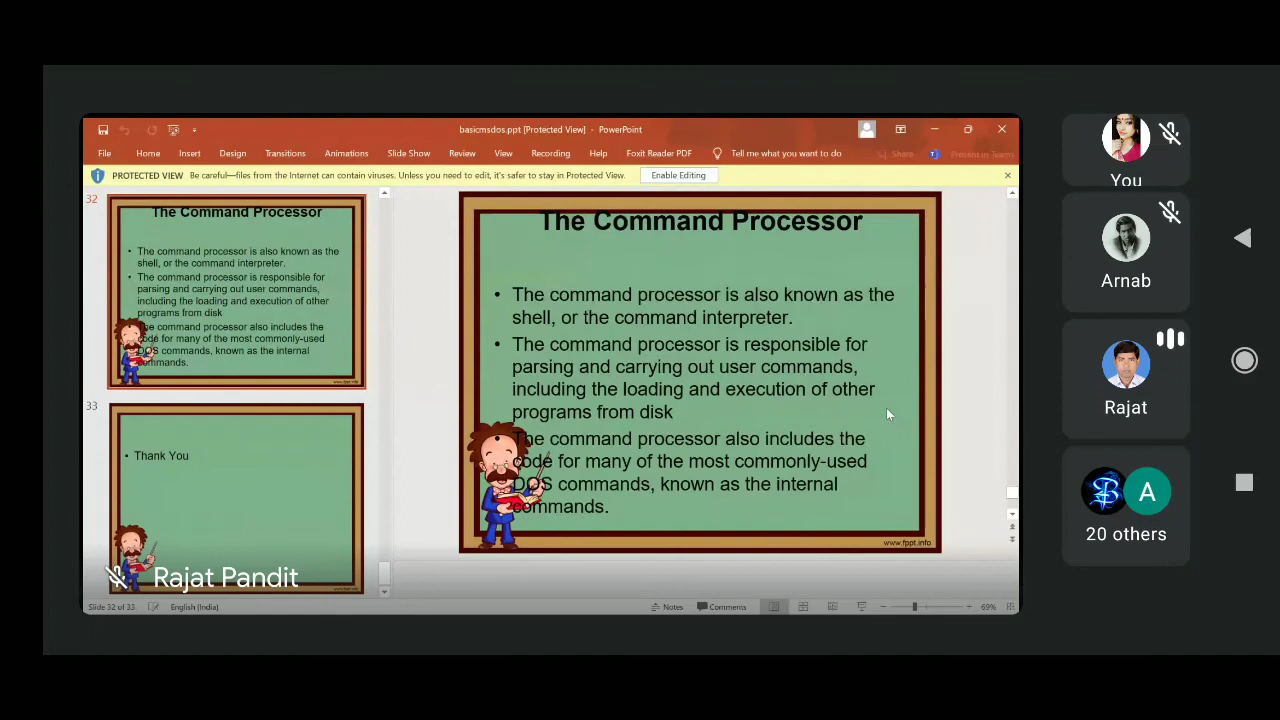 basicmsdos.ppt [Protected View] - PowerPoint
File Home Insert Design Transitions Animations Slide Show Review View Recording Help Foxit Reader PDF Tell me what you want to do Share Present in Teams
PROTECTED VIEW Be careful—files from the Internet can contain viruses. Unless you need to edit, it's safer to stay in Protected View. Enable Editing
32
The Command Processor
• The command processor is also known as the
shell, or the command interpreter.
• The command processor is responsible for
parsing and carrying out user commands,
including the loading and execution of other
programs from disk
The command processor also includes the
code for many of the most commonly-used
DOS commands, known as the internal
commands.
www.fppt.info
33
• Thank You
The Command Processor
• The command processor is also known as the
shell, or the command interpreter.
• The command processor is responsible for
parsing and carrying out user commands,
including the loading and execution of other
programs from disk
• The command processor also includes the
code for many of the most commonly-used
DOS commands, known as the internal
commands.
www.fppt.info
Rajat Pandit
Slide 32 of 33 English (India) Notes Comments 69%
You
Arnab
Rajat
A
20 others